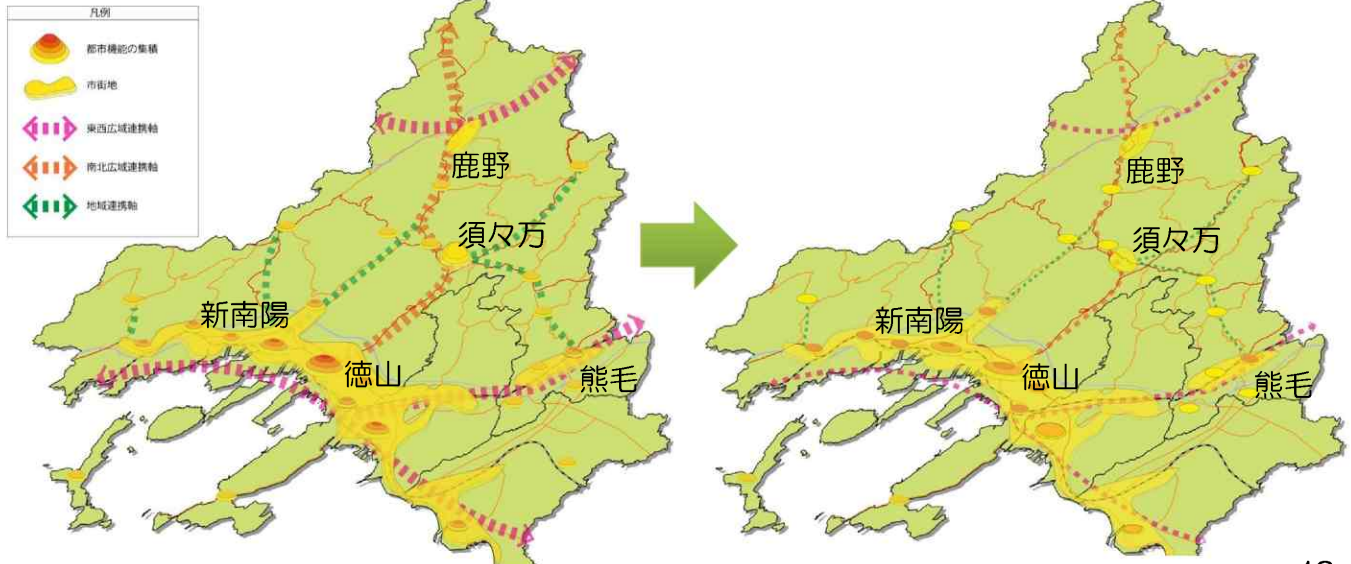 凡例
都市機能の集積
市街地
東西広域連携軸
南北広域連携軸
地域連携軸
鹿野
須々万
新南陽
徳山
熊毛
鹿野
須々万
新南陽
徳山
熊毛